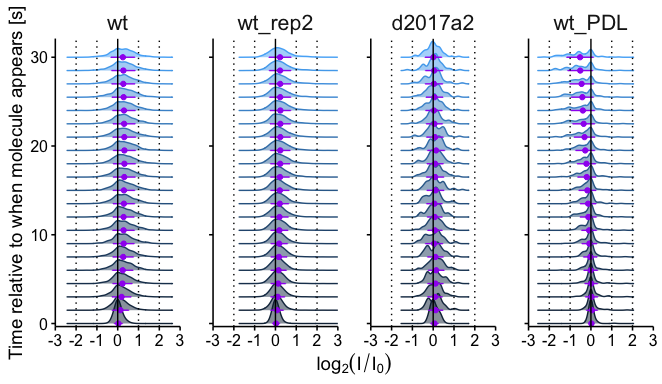 wt wt_rep2 d2017a2 wt_PDL
Time relative to when molecule appears [s]
30
20
10
0
-3 -2 -1 0 1 2 3 -3 -2 -1 0 1 2 3 -3 -2 -1 0 1 2 3 -3 -2 -1 0 1 2 3
log₂(I/I₀)